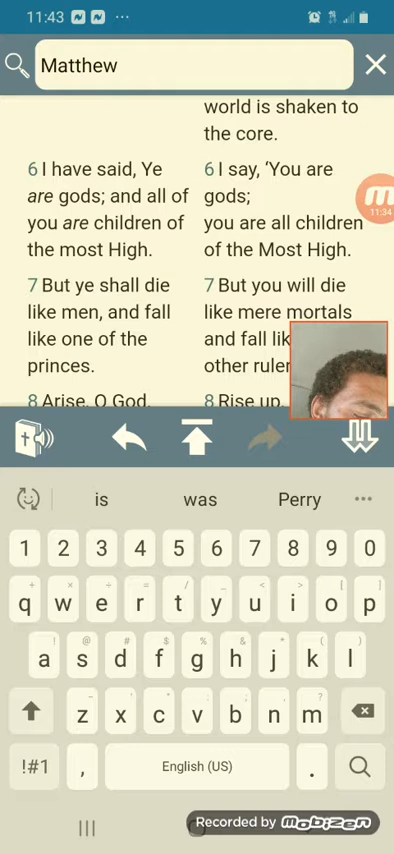 11:43
Matthew
world is shaken to
the core.
6 I have said, Ye
are gods; and all of
you are children of
the most High.
7 But ye shall die
like men, and fall
like one of the
princes.
8 Arise, O God,
6 I say, ‘You are
gods;
you are all children
of the Most High.
7 But you will die
like mere mortals
and fall lik
other ruler
8 Rise up,
11:34
is was Perry
1 2 3 4 5 6 7 8 9 0
q w e r t y u i o p
a s d f g h j k l
z x c v b n m
!#1 , English (US) .
Recorded by mobizen